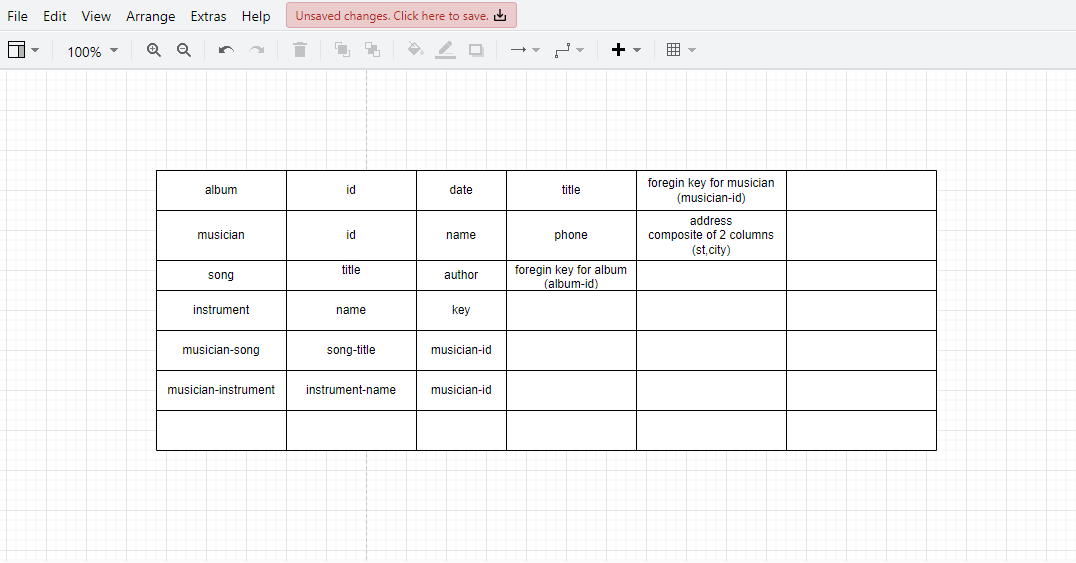 File Edit View Arrange Extras Help Unsaved changes. Click here to save.
100%
album id date title foregin key for musician
(musician-id)
musician id name phone address
composite of 2 columns
(st,city)
song title author foregin key for album
(album-id)
instrument name key
musician-song song-title musician-id
musician-instrument instrument-name musician-id